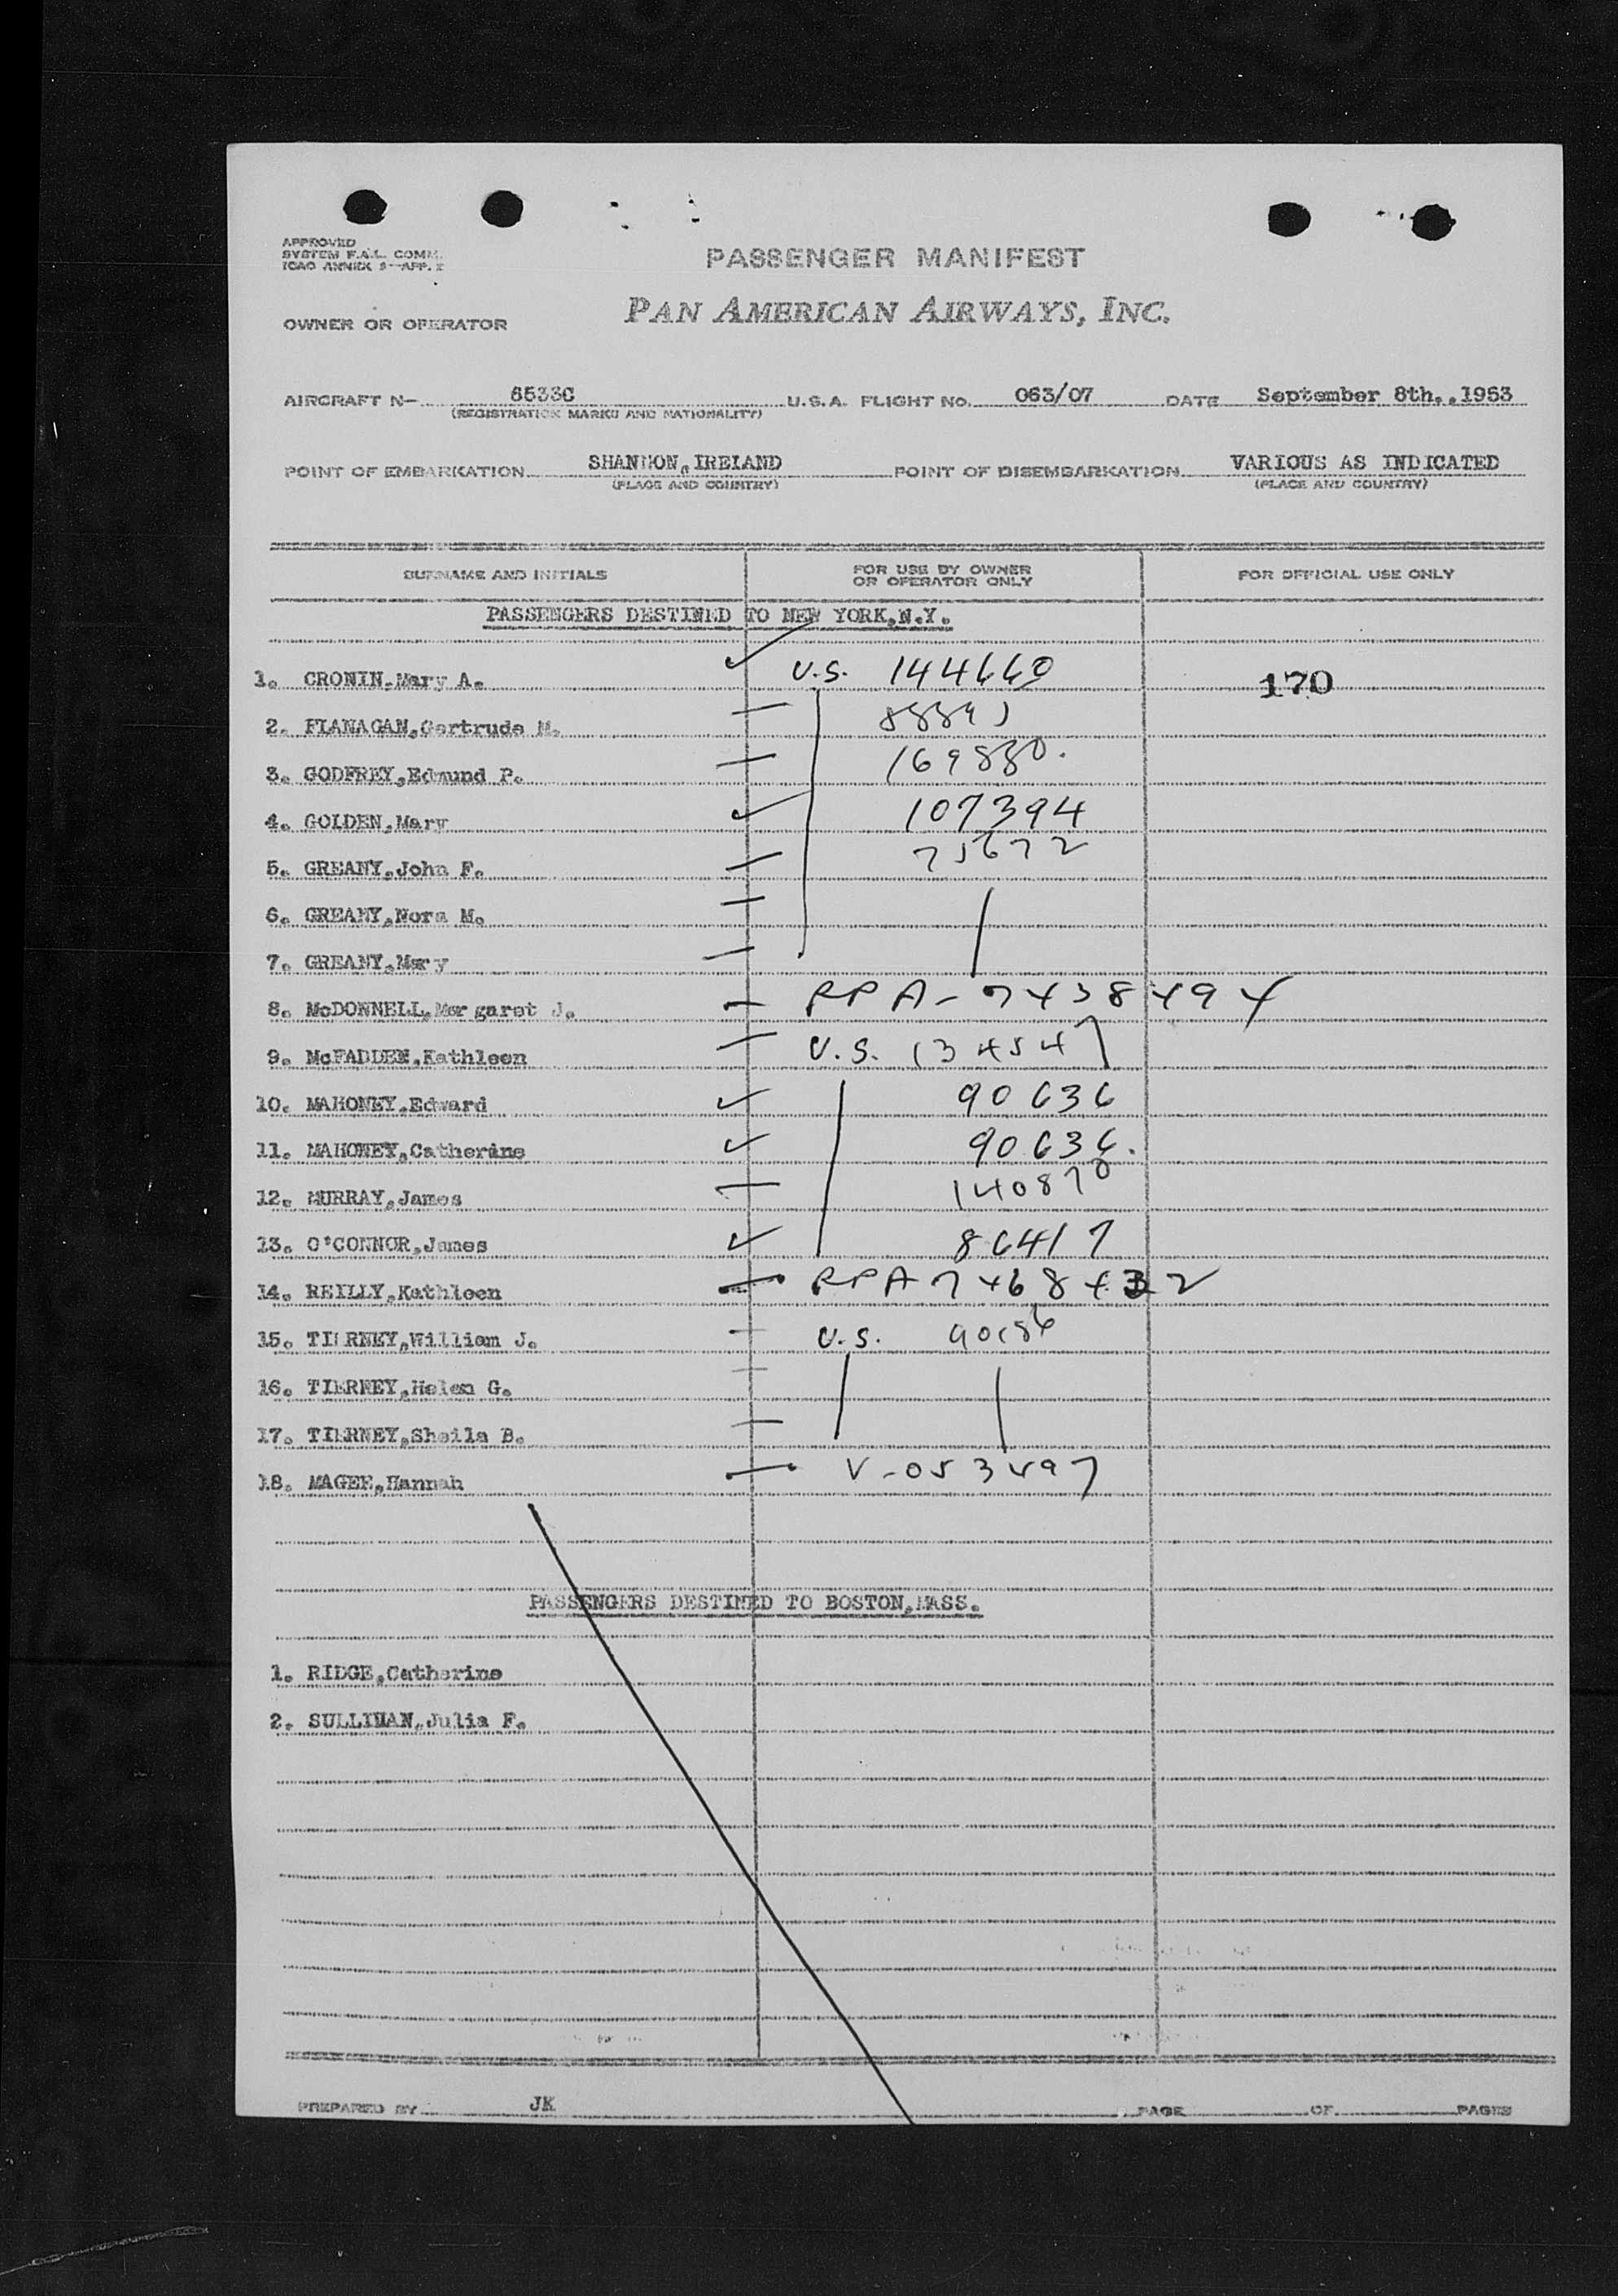 APPROVED
SYSTEM F.A.L. COMM.
ICAO ANNEX 9—APP. 
PASSENGER MANIFEST
OWNER OR OPERATOR
PAN AMERICAN AIRWAYS, INC.
AIRCRAFT N— U.S.A. FLIGHT NO. 063/07 DATE September 8th,.1953
(REGISTRATION MARKS AND NATIONALITY)
POINT OF EMBARKATION SHANNON, IRELAND POINT OF DISEMBARKATION VARIOUS AS INDICATED
(PLACE AND COUNTRY) (PLACE AND COUNTRY)
SURNAME AND INITIALS FOR USE BY OWNER OR OPERATOR ONLY FOR OFFICIAL USE ONLY
PASSENGERS DESTINED TO NEW YORK,N.Y.
1. CRONIN,Mary A. U.S. 144660 170
2. FLANAGAN,Gertrude M.
3. GODFREY,Edmund P. 169880.
4. GOLDEN,Mary 107394
5. GREANY,John F. 75672
6. GREANY,Nora M.
7. GREANY,Mary
8. McDONNELL,Margaret J. RPA-7438494
9. McFADDEN,Kathleen U.S. 134547
10. MAHONEY,Edward 90636
11. MAHONEY,Catherine 90636.
12. MURRAY,James 140870
13. O'CONNOR,James 86417
14. REILLY,Kathleen RPA 7468432
15. TIERNEY,William J. U.S.
16. TIERNEY,Helen G.
17. TIERNEY,Sheila B.
18. MAGEE,Hannah V-053497
PASSENGERS DESTINED TO BOSTON,MASS.
1. RIDGE,Catherine
2. SULLIVAN,Julia F.
PREPARED BY JK PAGE OF PAGES